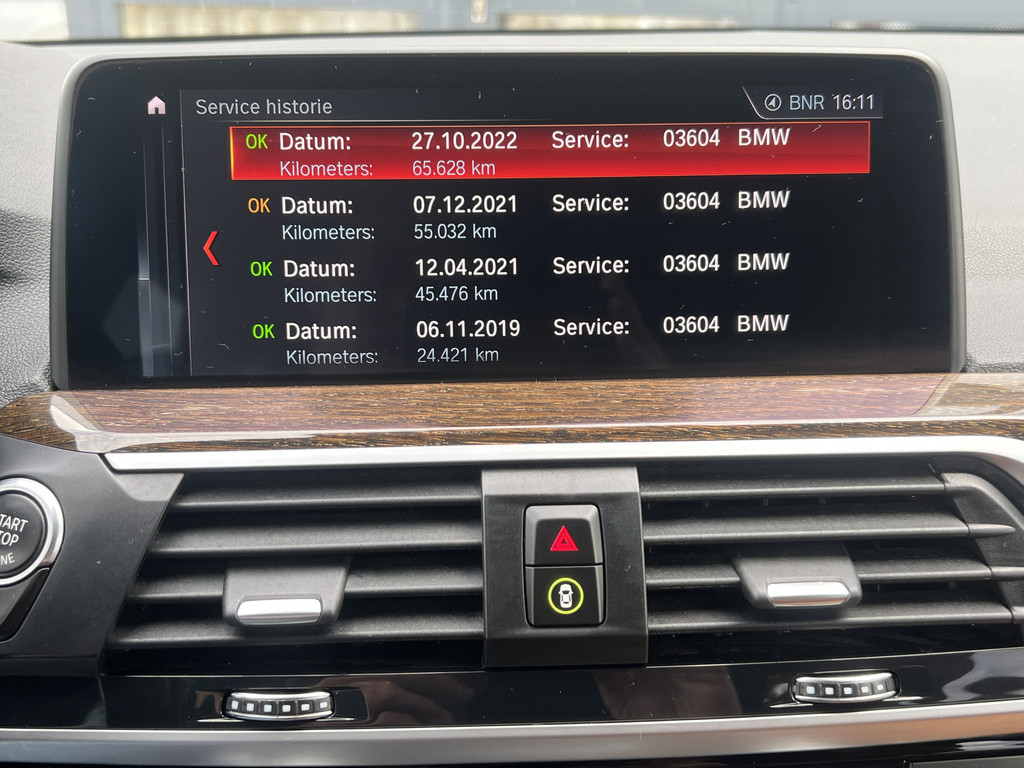 Service historie
BNR 16:11
OK Datum: 27.10.2022 Service: 03604 BMW
Kilometers: 65.628 km
OK Datum: 07.12.2021 Service: 03604 BMW
Kilometers: 55.032 km
OK Datum: 12.04.2021 Service: 03604 BMW
Kilometers: 45.476 km
OK Datum: 06.11.2019 Service: 03604 BMW
Kilometers: 24.421 km
TART
TOP
NE